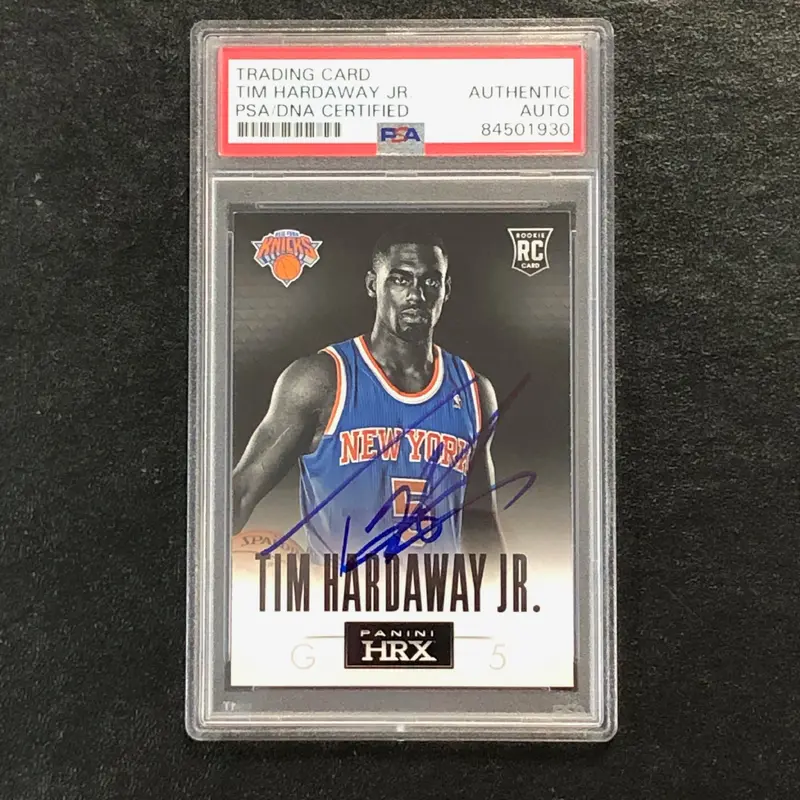 TRADING CARD
TIM HARDAWAY JR.
PSA/DNA CERTIFIED
AUTHENTIC
AUTO
84501930
PSA
NEW YORK
KNICKS
ROOKIE
RC
CARD
NEW YORK
5
SPALDING
TIM HARDAWAY JR.
PANINI
HRX
G 5